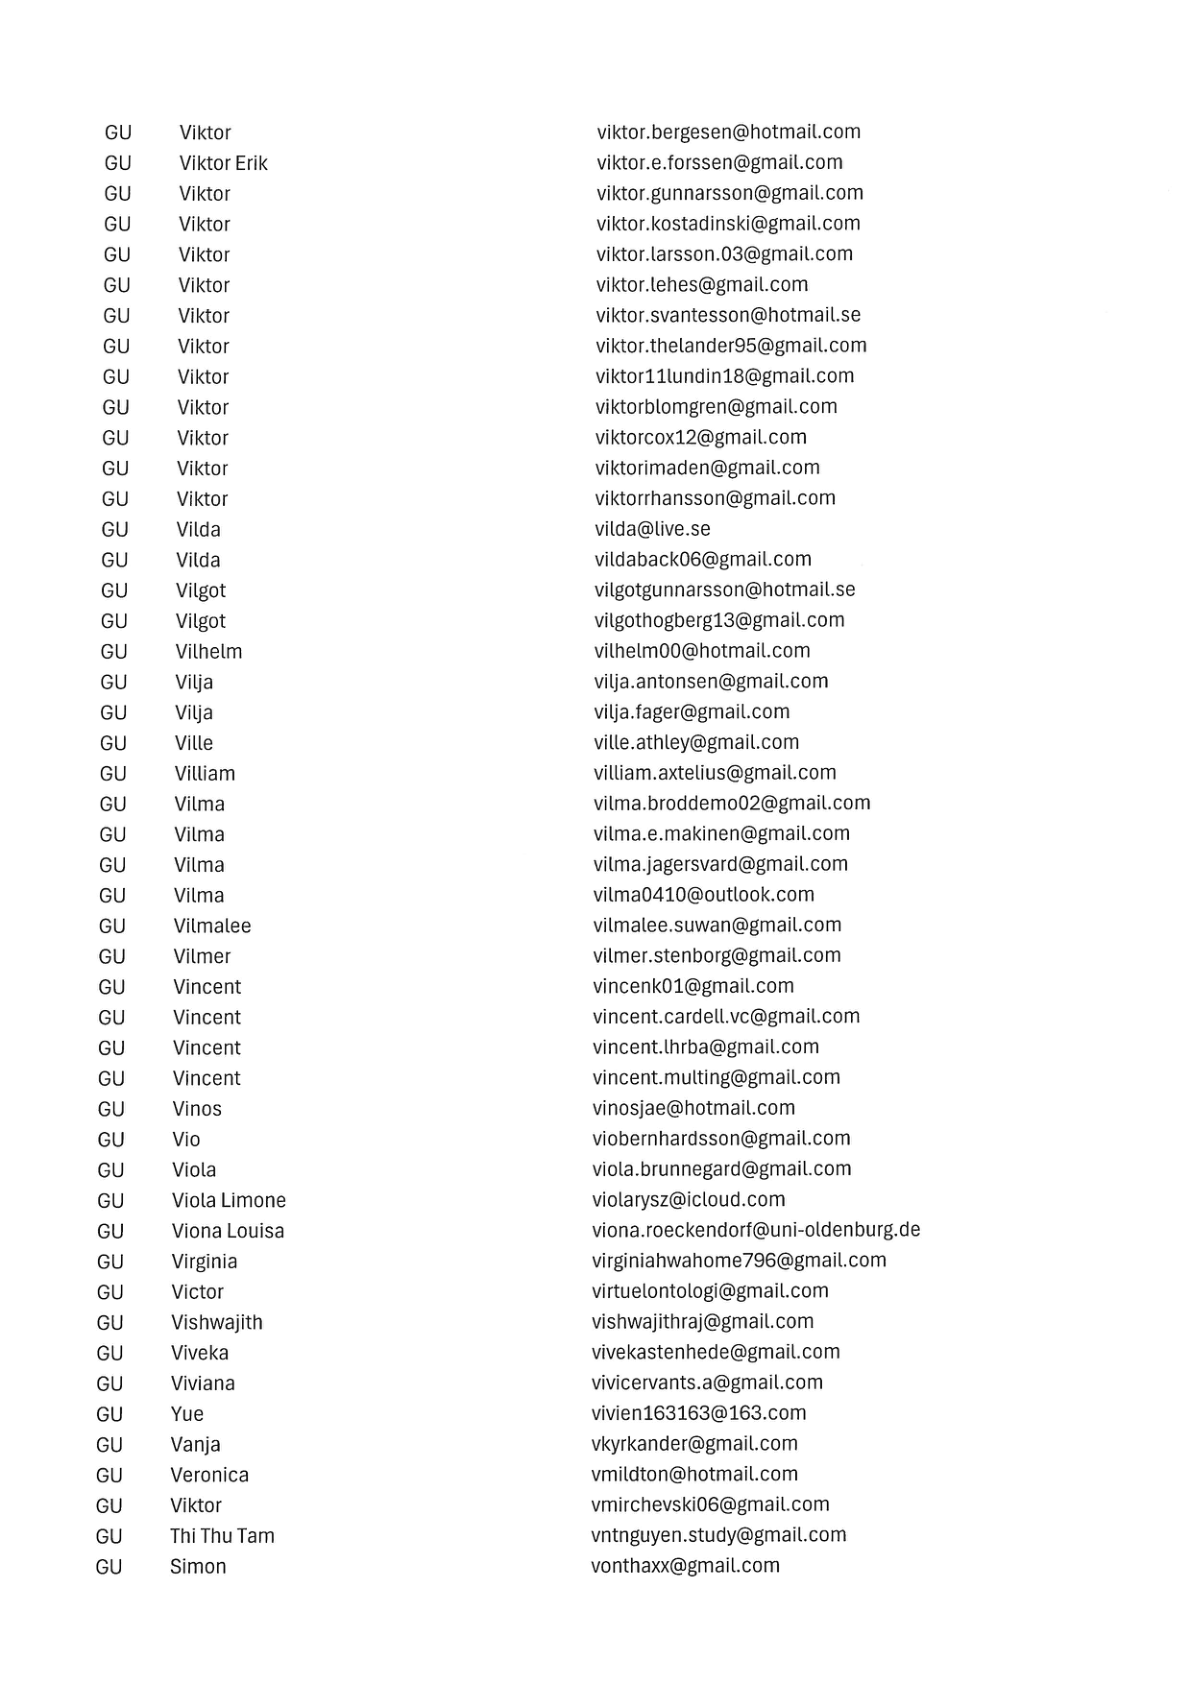 GU Viktor viktor.bergesen@hotmail.com
GU Viktor Erik viktor.e.forssen@gmail.com
GU Viktor viktor.gunnarsson@gmail.com
GU Viktor viktor.kostadinski@gmail.com
GU Viktor viktor.larsson.03@gmail.com
GU Viktor viktor.lehes@gmail.com
GU Viktor viktor.svantesson@hotmail.se
GU Viktor viktor.thelander95@gmail.com
GU Viktor viktor11lundin18@gmail.com
GU Viktor viktorblomgren@gmail.com
GU Viktor viktorcox12@gmail.com
GU Viktor viktorimaden@gmail.com
GU Viktor viktorrhansson@gmail.com
GU Vilda vilda@live.se
GU Vilda vildaback06@gmail.com
GU Vilgot vilgotgunnarsson@hotmail.se
GU Vilgot vilgothogberg13@gmail.com
GU Vilhelm vilhelm00@hotmail.com
GU Vilja vilja.antonsen@gmail.com
GU Vilja vilja.fager@gmail.com
GU Ville ville.athley@gmail.com
GU Villiam villiam.axtelius@gmail.com
GU Vilma vilma.broddemo02@gmail.com
GU Vilma vilma.e.makinen@gmail.com
GU Vilma vilma.jagersvard@gmail.com
GU Vilma vilma0410@outlook.com
GU Vilmalee vilmalee.suwan@gmail.com
GU Vilmer vilmer.stenborg@gmail.com
GU Vincent vincenk01@gmail.com
GU Vincent vincent.cardell.vc@gmail.com
GU Vincent vincent.lhrba@gmail.com
GU Vincent vincent.multing@gmail.com
GU Vinos vinosjae@hotmail.com
GU Vio viobernhardsson@gmail.com
GU Viola viola.brunnegard@gmail.com
GU Viola Limone violarysz@icloud.com
GU Viona Louisa viona.roeckendorf@uni-oldenburg.de
GU Virginia virginiahwahome796@gmail.com
GU Victor virtuelontologi@gmail.com
GU Vishwajith vishwajithraj@gmail.com
GU Viveka vivekastenhede@gmail.com
GU Viviana vivicervants.a@gmail.com
GU Yue vivien163163@163.com
GU Vanja vkyrkander@gmail.com
GU Veronica vmildton@hotmail.com
GU Viktor vmirchevski06@gmail.com
GU Thi Thu Tam vntnguyen.study@gmail.com
GU Simon vonthaxx@gmail.com